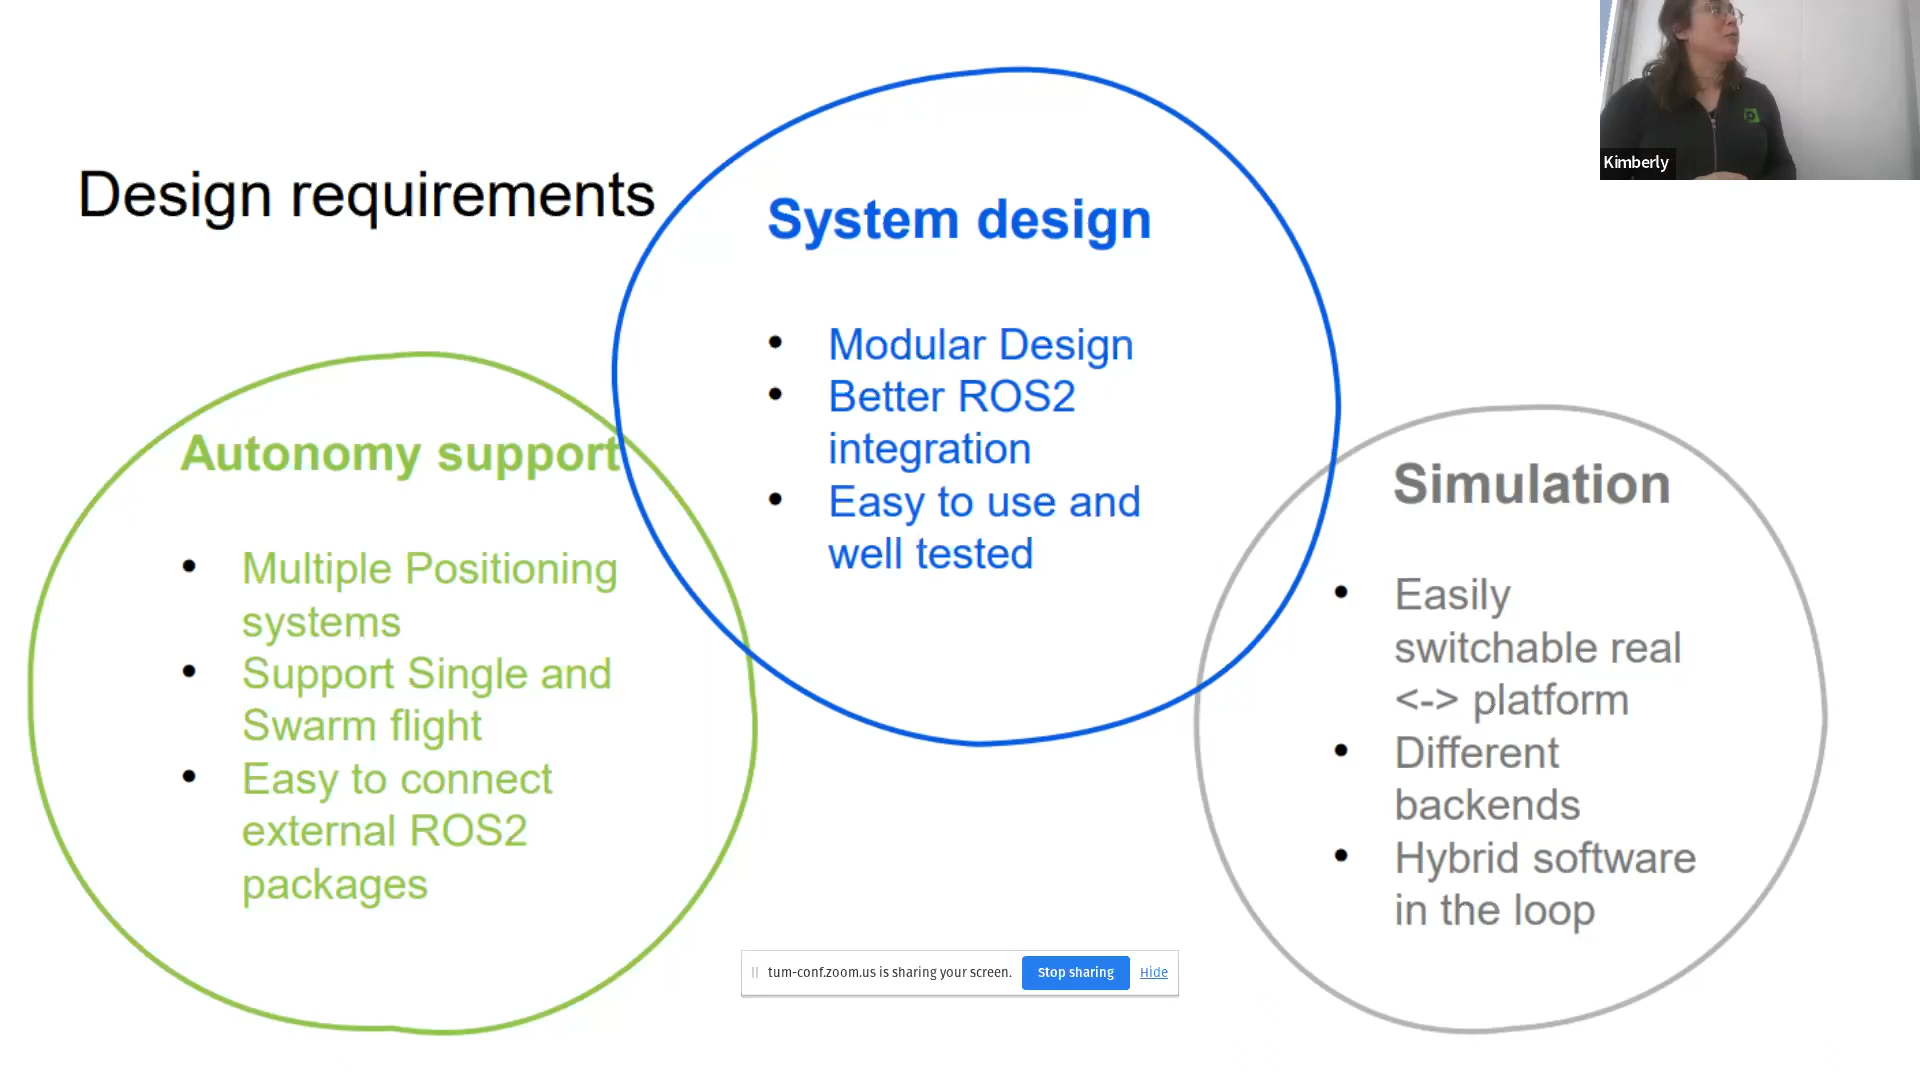 Kimberly
Design requirements
System design
• Modular Design
• Better ROS2
integration
• Easy to use and
well tested
Autonomy support
• Multiple Positioning
systems
• Support Single and
Swarm flight
• Easy to connect
external ROS2
packages
Simulation
• Easily
switchable real
<-> platform
• Different
backends
• Hybrid software
in the loop
tum-conf.zoom.us is sharing your screen. Stop sharing Hide